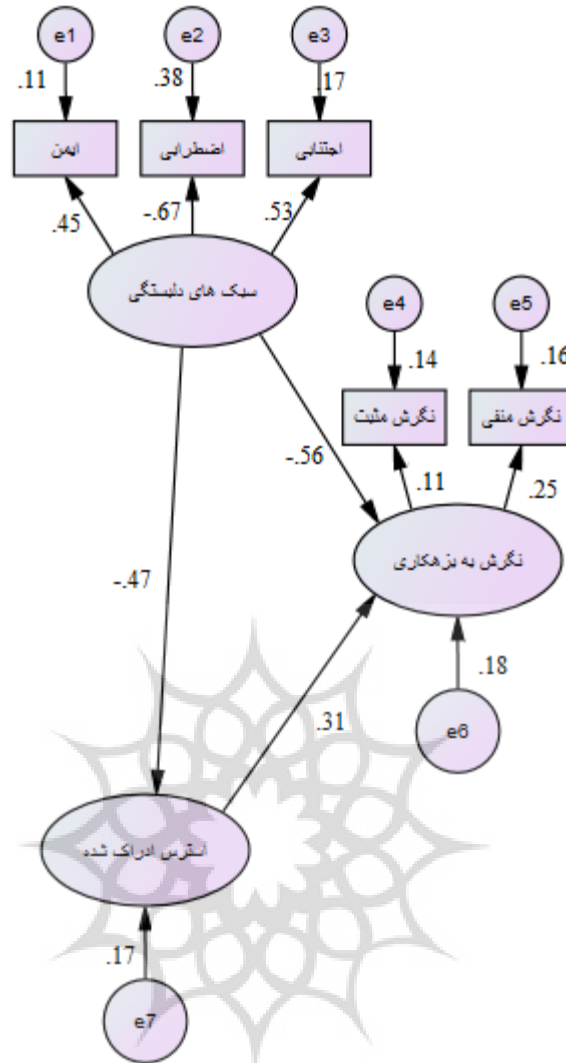 e1
e2
e3
.11
.38
.17
ایمن
اضطرابی
اجتنابی
.45
-.67
.53
سبک های دلبستگی
e4
e5
.14
.16
نگرش مثبت
نگرش منفی
-.56
.11
.25
نگرش به بزهکاری
-.47
.18
.31
e6
استرس ادراک شده
.17
e7